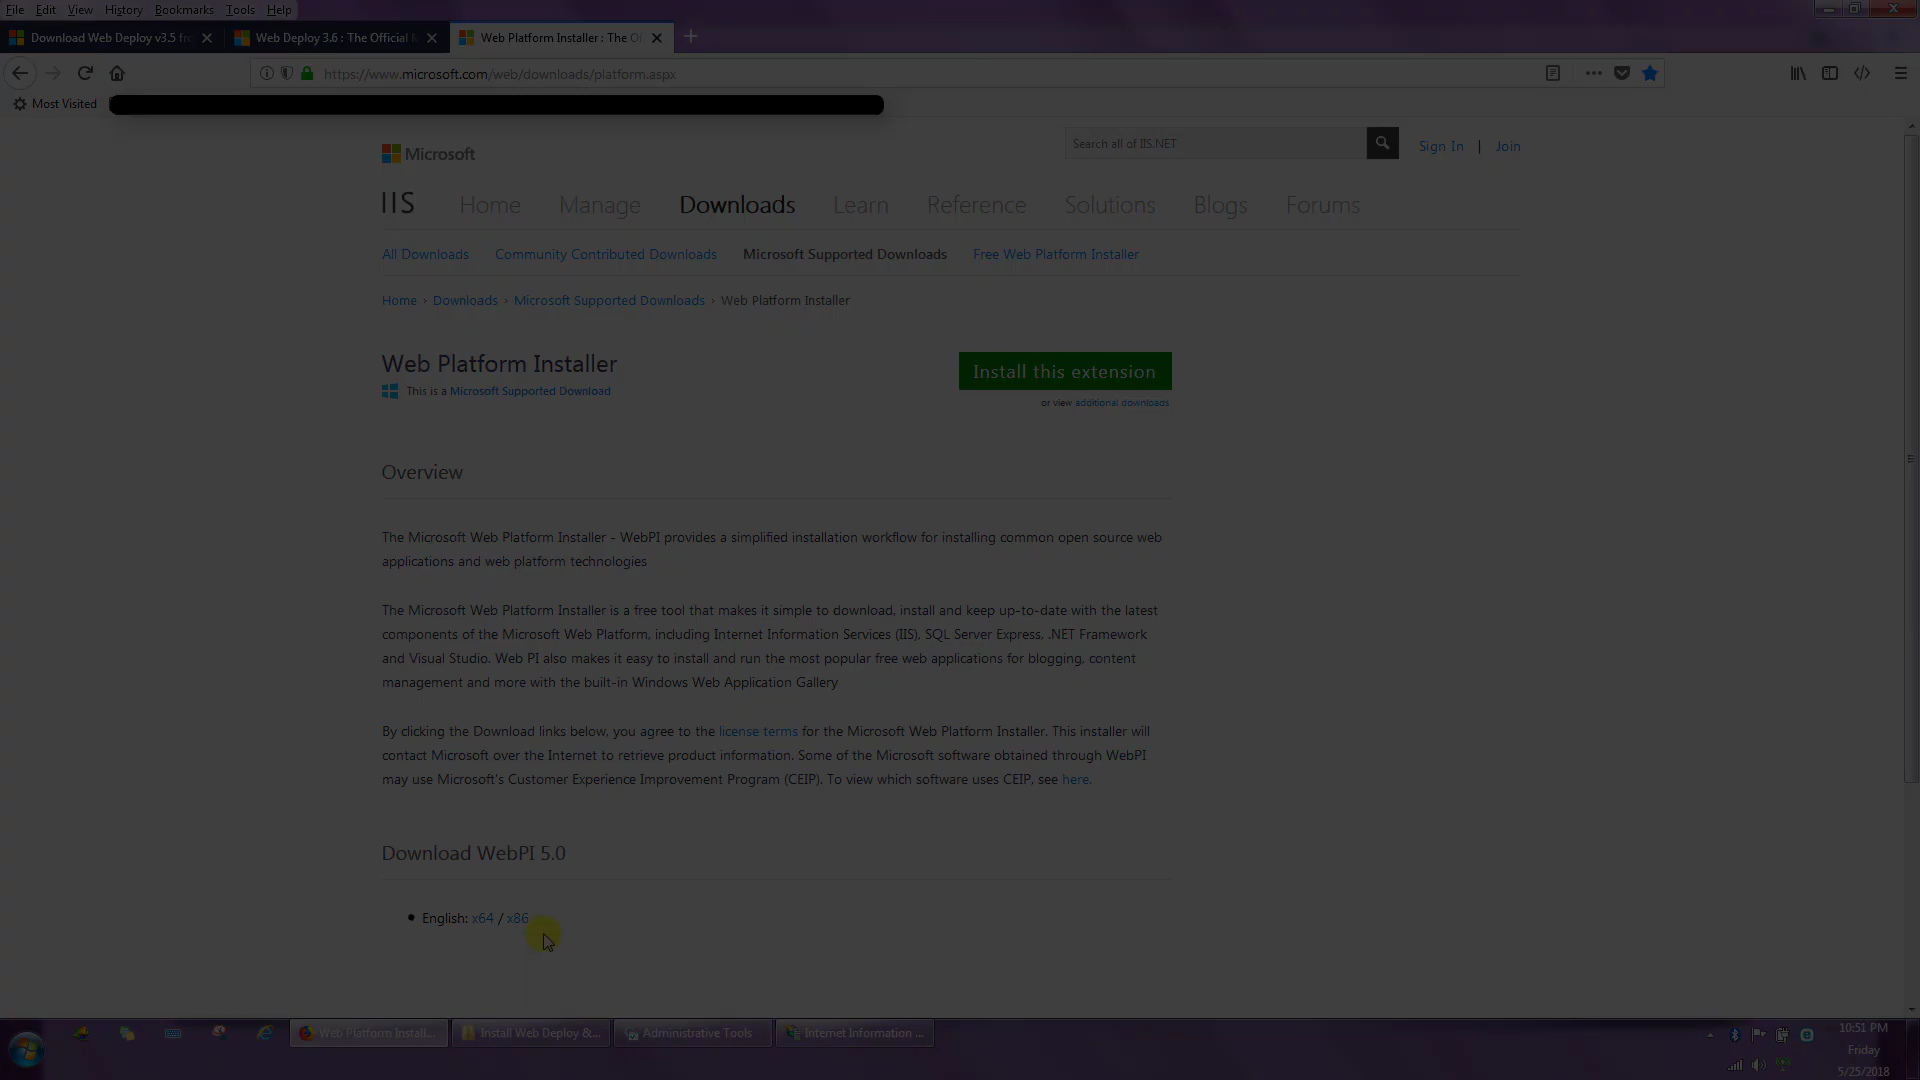 File Edit View History Bookmarks Tools Help
Download Web Deploy v3.5 fro
Web Deploy 3.6 : The Official M
Web Platform Installer : The Of
https://www.microsoft.com/web/downloads/platform.aspx
Most Visited
Microsoft
Search all of IIS.NET
Sign In | Join
IIS Home Manage Downloads Learn Reference Solutions Blogs Forums
All Downloads Community Contributed Downloads Microsoft Supported Downloads Free Web Platform Installer
Home › Downloads › Microsoft Supported Downloads › Web Platform Installer
Web Platform Installer
Install this extension
This is a Microsoft Supported Download
or view additional downloads
Overview
The Microsoft Web Platform Installer - WebPI provides a simplified installation workflow for installing common open source web
applications and web platform technologies
The Microsoft Web Platform Installer is a free tool that makes it simple to download, install and keep up-to-date with the latest
components of the Microsoft Web Platform, including Internet Information Services (IIS), SQL Server Express, .NET Framework
and Visual Studio. Web PI also makes it easy to install and run the most popular free web applications for blogging, content
management and more with the built-in Windows Web Application Gallery
By clicking the Download links below, you agree to the license terms for the Microsoft Web Platform Installer. This installer will
contact Microsoft over the Internet to retrieve product information. Some of the Microsoft software obtained through WebPI
may use Microsoft's Customer Experience Improvement Program (CEIP). To view which software uses CEIP, see here.
Download WebPI 5.0
• English: x64 / x86
Web Platform Install...
Install Web Deploy &...
Administrative Tools
Internet Information ...
10:51 PM
Friday
5/25/2018